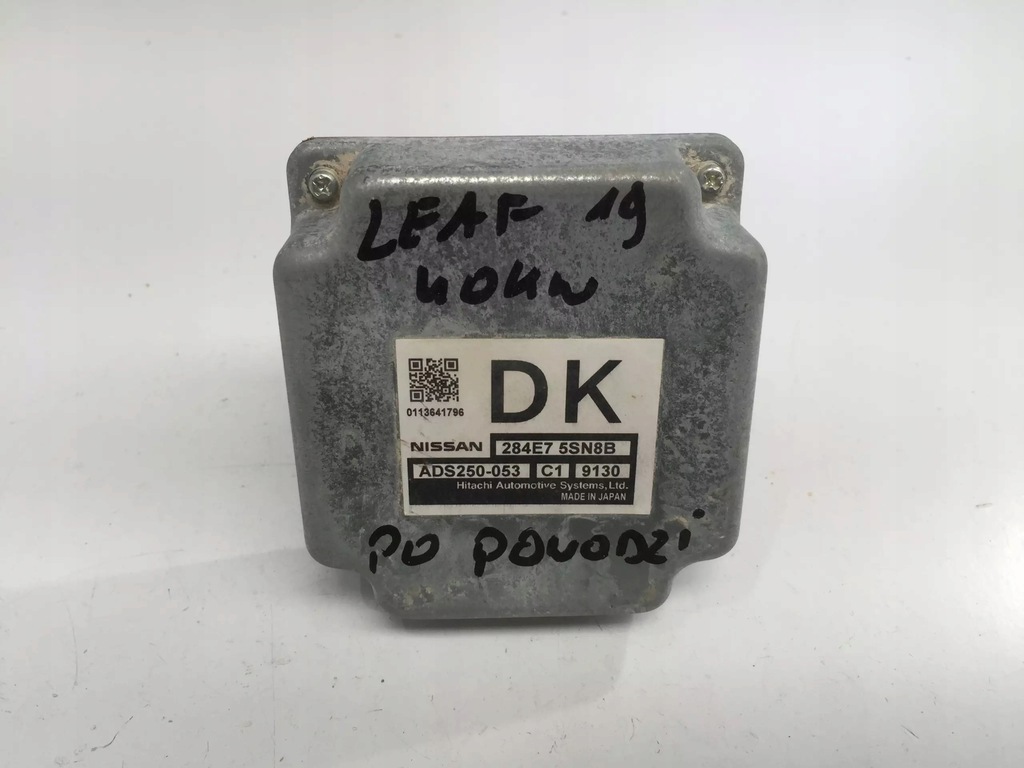 LEAF 19
40KW
DK
0113641796
NISSAN 284E7 5SN8B
ADS250-053 C1 9130
Hitachi Automotive Systems,Ltd.
MADE IN JAPAN
PO POWODZI